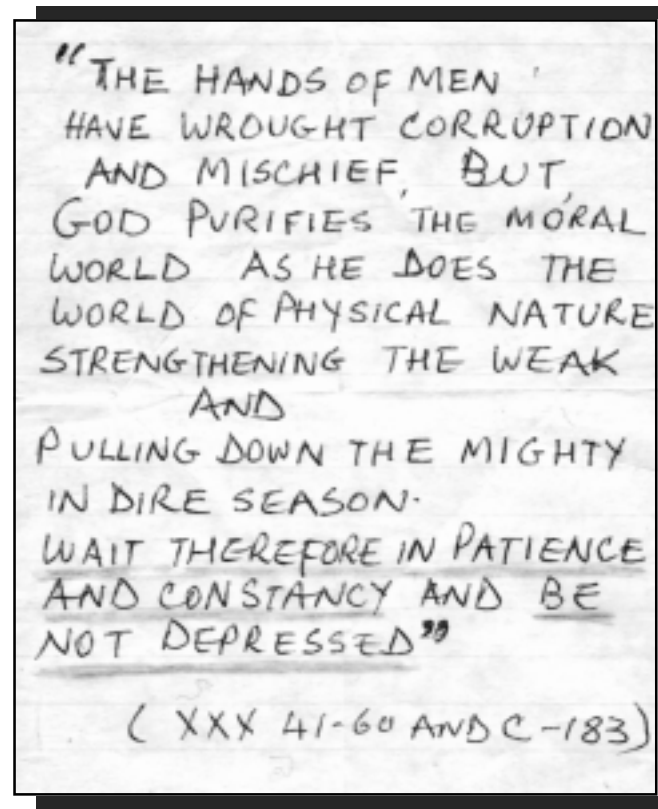 "THE HANDS OF MEN
HAVE WROUGHT CORRUPTION
AND MISCHIEF, BUT,
GOD PURIFIES THE MORAL
WORLD AS HE DOES THE
WORLD OF PHYSICAL NATURE
STRENGTHENING THE WEAK
AND
PULLING DOWN THE MIGHTY
IN DIRE SEASON.
WAIT THEREFORE IN PATIENCE
AND CONSTANCY AND BE
NOT DEPRESSED"
(XXX 41-60 AND C-183)